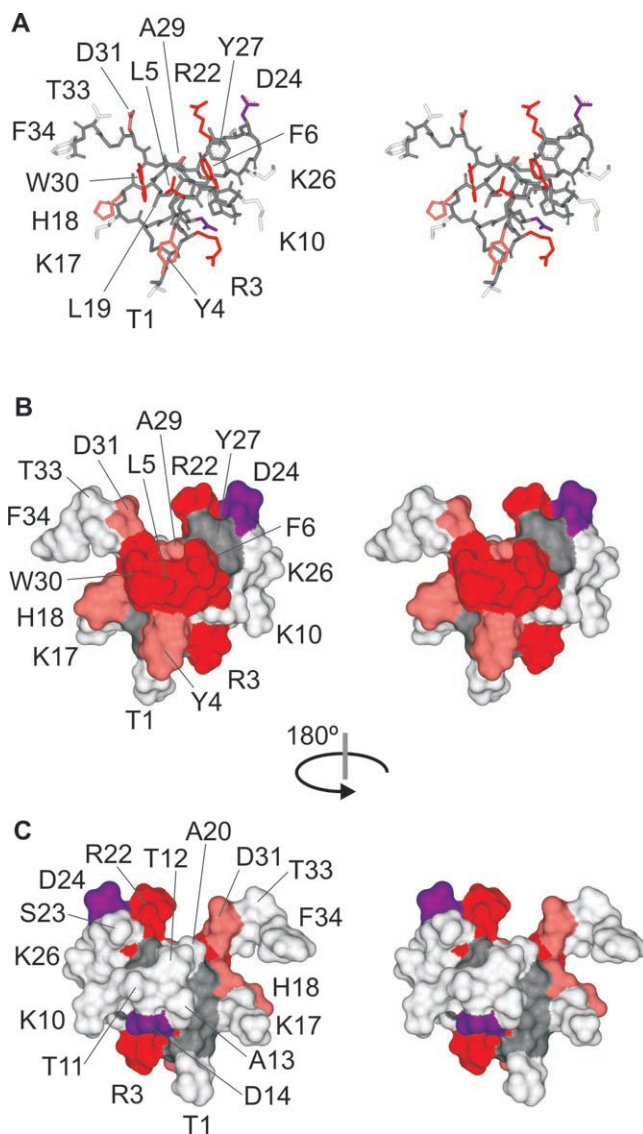 A
A29
Y27
D31
L5
R22
D24
T33
F34
F6
W30
K26
H18
K10
K17
R3
L19
T1
Y4
B
A29
Y27
D31
L5
R22
D24
T33
F34
F6
W30
K26
H18
K10
K17
R3
Y4
T1
180º
C
A20
R22
T12
D31
D24
T33
S23
F34
K26
H18
K10
K17
T11
A13
R3
D14
T1